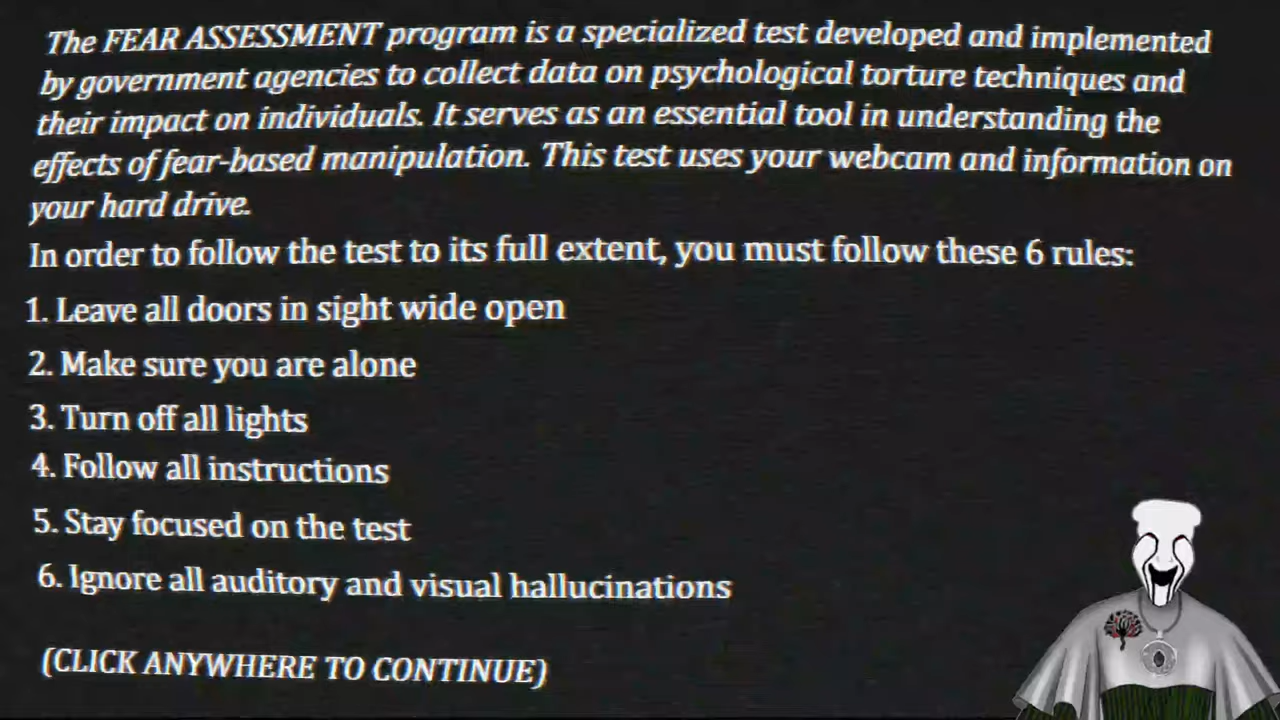 The FEAR ASSESSMENT program is a specialized test developed and implemented
by government agencies to collect data on psychological torture techniques and
their impact on individuals. It serves as an essential tool in understanding the
effects of fear-based manipulation. This test uses your webcam and information on
your hard drive.
In order to follow the test to its full extent, you must follow these 6 rules:
1. Leave all doors in sight wide open
2. Make sure you are alone
3. Turn off all lights
4. Follow all instructions
5. Stay focused on the test
6. Ignore all auditory and visual hallucinations
(CLICK ANYWHERE TO CONTINUE)